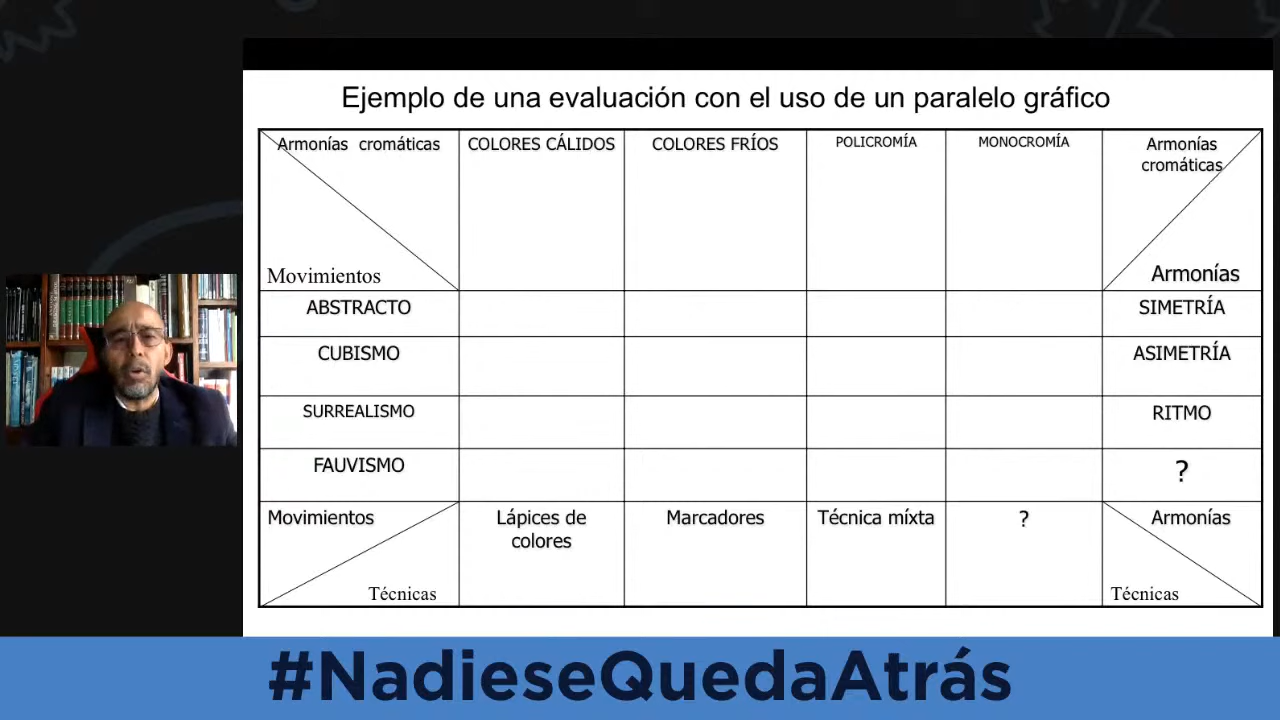 Ejemplo de una evaluación con el uso de un paralelo gráfico
Armonías cromáticas
COLORES CÁLIDOS
COLORES FRÍOS
POLICROMÍA
MONOCROMÍA
Armonías
cromáticas
Movimientos
Armonías
ABSTRACTO
SIMETRÍA
CUBISMO
ASIMETRÍA
SURREALISMO
RITMO
FAUVISMO
?
Movimientos
Lápices de
colores
Marcadores
Técnica míxta
?
Armonías
Técnicas
Técnicas
#NadieseQuedaAtrás